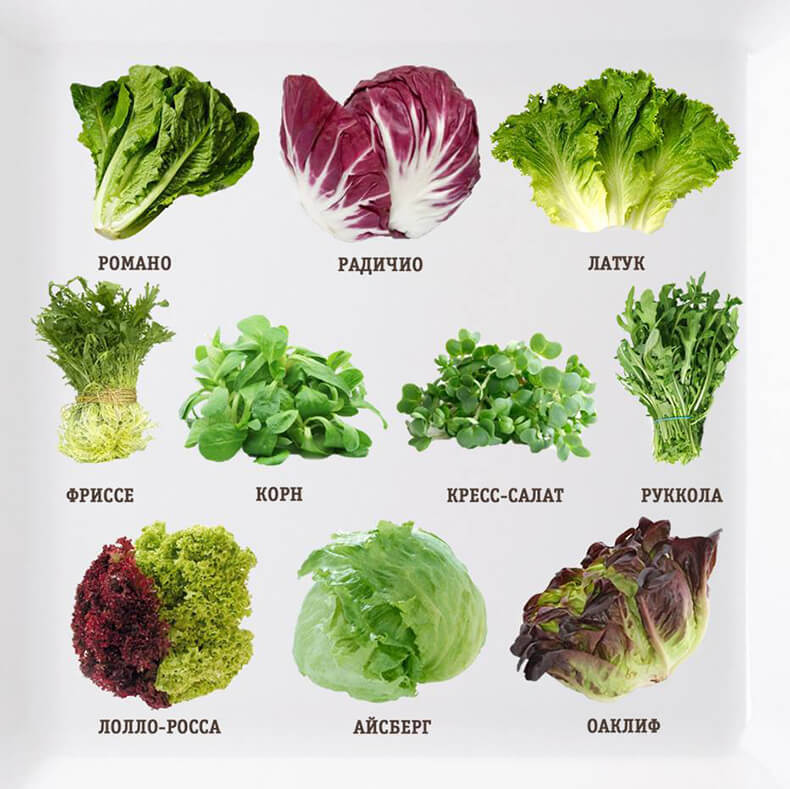 РОМАНО
РАДИЧИО
ЛАТУК
ФРИССЕ
КОРН
КРЕСС-САЛАТ
РУККОЛА
ЛОЛЛО-РОССА
АЙСБЕРГ
ОАКЛИФ